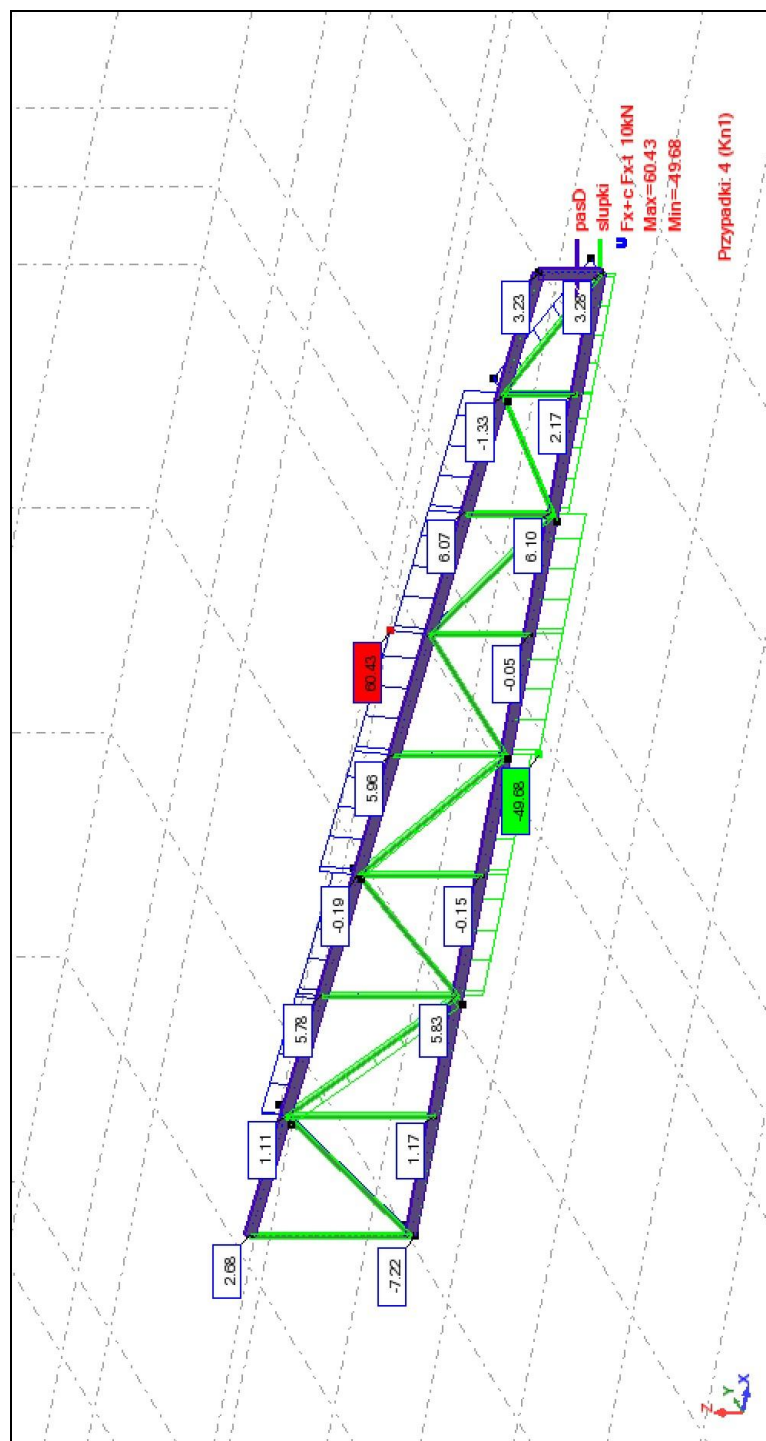 2.68
-7.22
1.11
1.17
5.78
5.83
-0.19
-0.15
5.96
-49.68
60.43
-0.05
6.07
6.10
-1.33
2.17
3.23
3.28
pasD
slupki
Fx+c Fx-t 10kN
Max=60.43
Min=-49.68
Przypadki: 4 (Kn1)
Z
Y
X